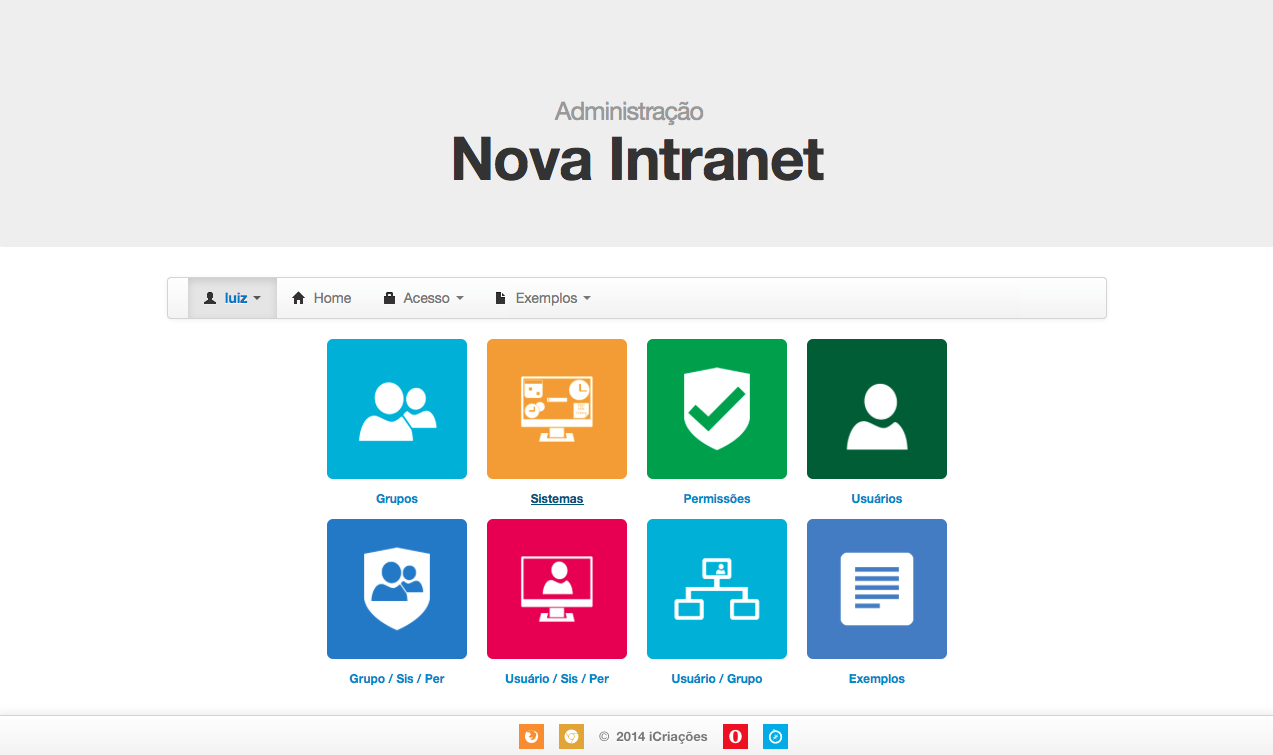 Administração
Nova Intranet
luiz Home Acesso Exemplos
Grupos Sistemas Permissões Usuários
Grupo / Sis / Per Usuário / Sis / Per Usuário / Grupo Exemplos
© 2014 iCriações